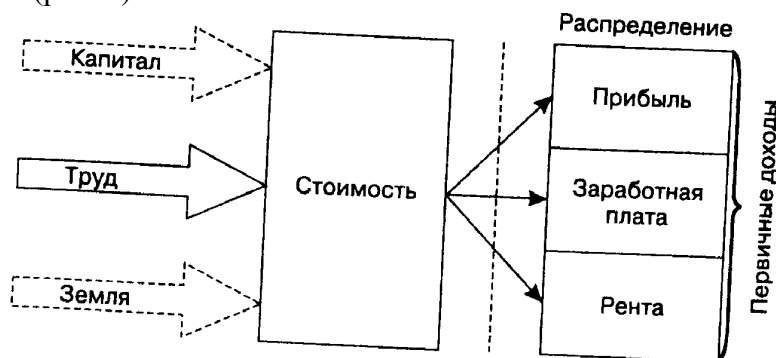 Распределение
Капитал
Труд
Земля
Стоимость
Прибыль
Заработная
плата
Рента
Первичные доходы